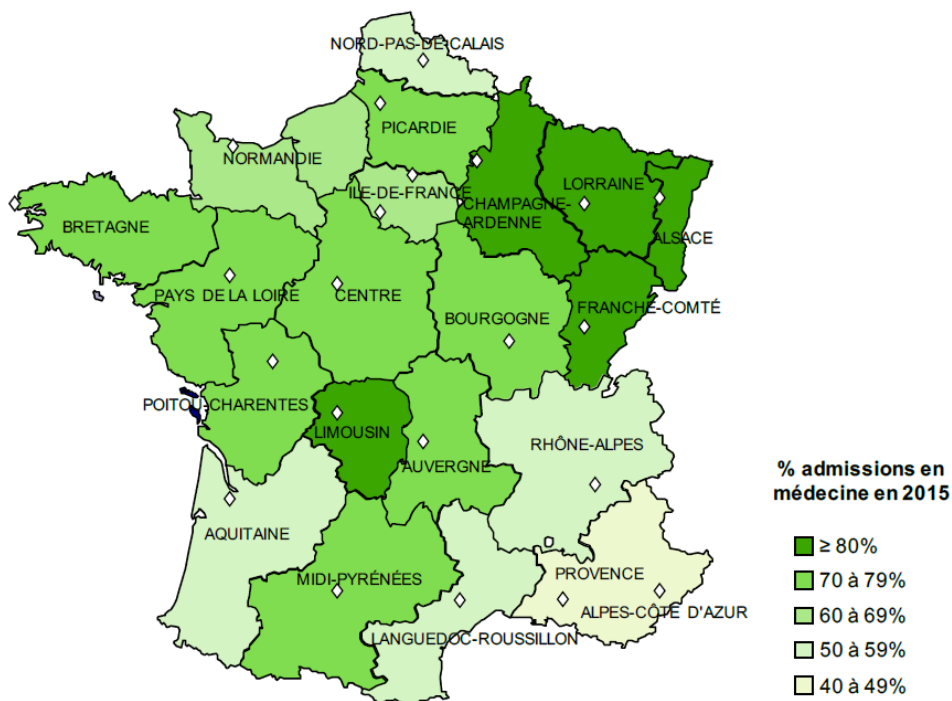 NORD-PAS-DE-CALAIS
PICARDIE
NORMANDIE
ILE-DE-FRANCE
CHAMPAGNE-
ARDENNE
LORRAINE
ALSACE
BRETAGNE
PAYS DE LA LOIRE
CENTRE
BOURGOGNE
FRANCHE-COMTÉ
POITOU-CHARENTES
LIMOUSIN
AUVERGNE
RHÔNE-ALPES
AQUITAINE
MIDI-PYRÉNÉES
LANGUEDOC-ROUSSILLON
PROVENCE
ALPES-CÔTE D'AZUR
% admissions en
médecine en 2015
≥ 80%
70 à 79%
60 à 69%
50 à 59%
40 à 49%